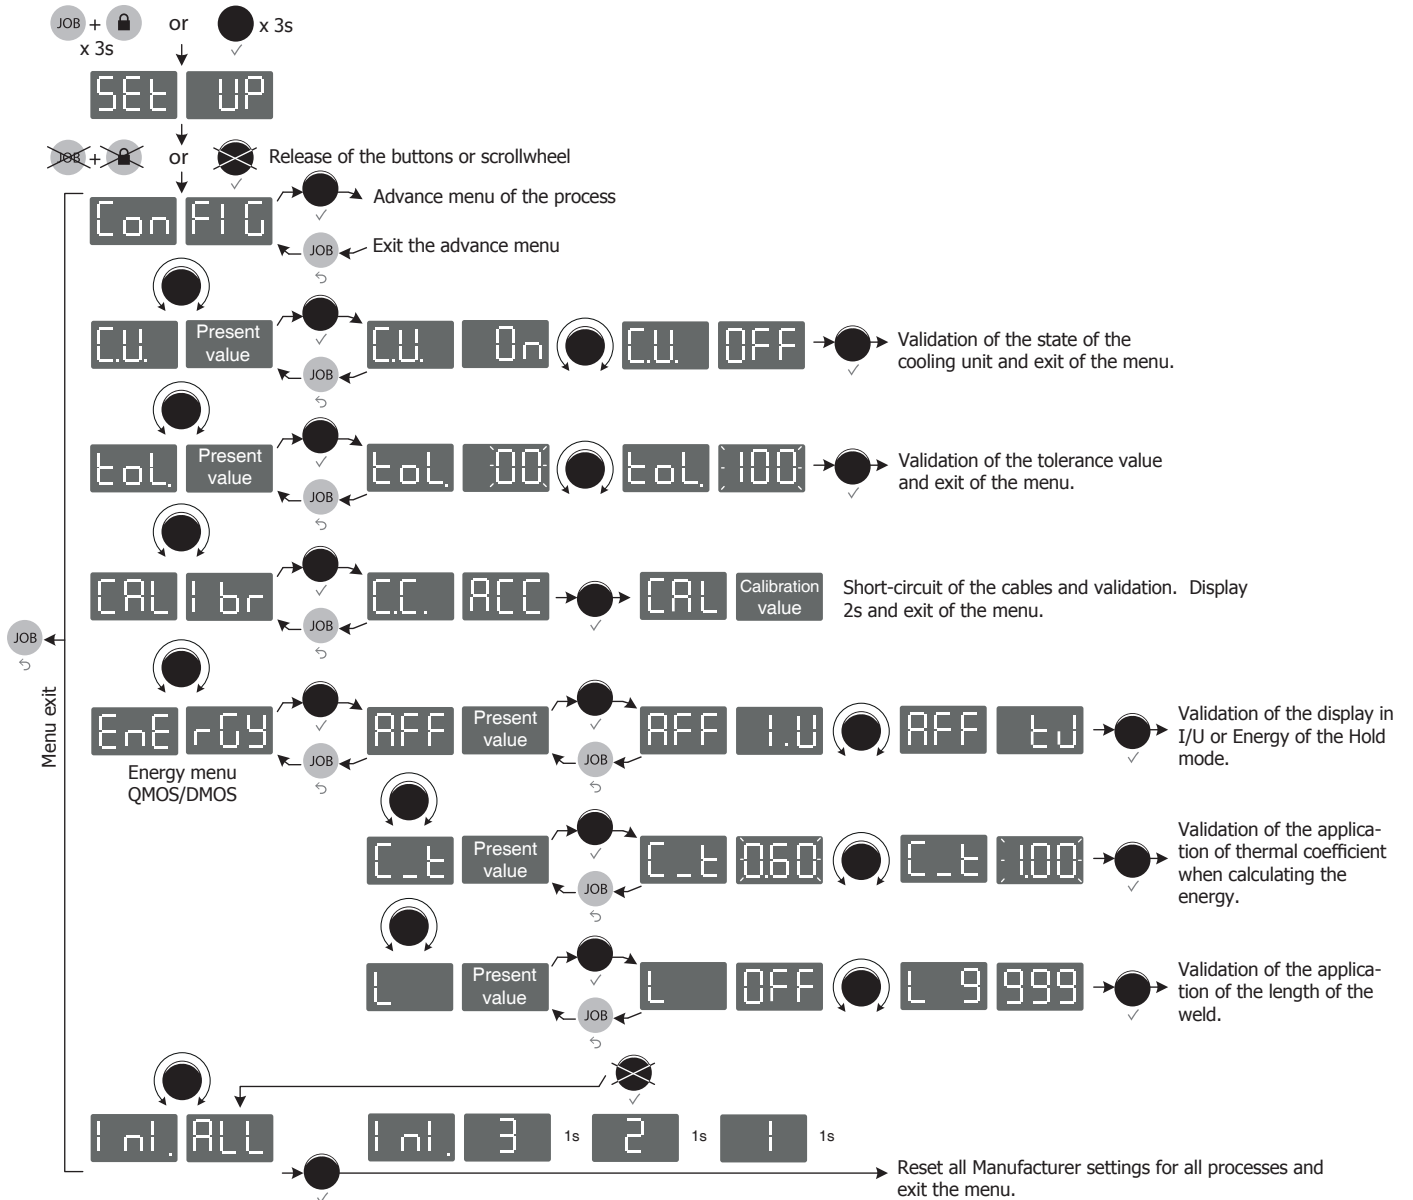 JOB + or x 3s
x 3s
SEt UP
JOB + or Release of the buttons or scrollwheel
Con FIG
Advance menu of the process
JOB Exit the advance menu
C.U. Present value C.U. On C.U. OFF
JOB
Validation of the state of the
cooling unit and exit of the menu.
toL. Present value toL. 00 toL. 100
JOB
Validation of the tolerance value
and exit of the menu.
CAL Ibr C.C. ACC CAL Calibration value
JOB
Short-circuit of the cables and validation. Display
2s and exit of the menu.
JOB
Menu exit
EnE rGY AFF Present value AFF I.U AFF tJ
JOB JOB
Energy menu
QMOS/DMOS
Validation of the display in
I/U or Energy of the Hold
mode.
C_t Present value C_t 0.60 C_t 1.00
JOB
Validation of the applica-
tion of thermal coefficient
when calculating the
energy.
L Present value L OFF L 9 999
JOB
Validation of the applica-
tion of the length of the
weld.
InI. ALL InI. 3 1s 2 1s 1 1s
Reset all Manufacturer settings for all processes and
exit the menu.